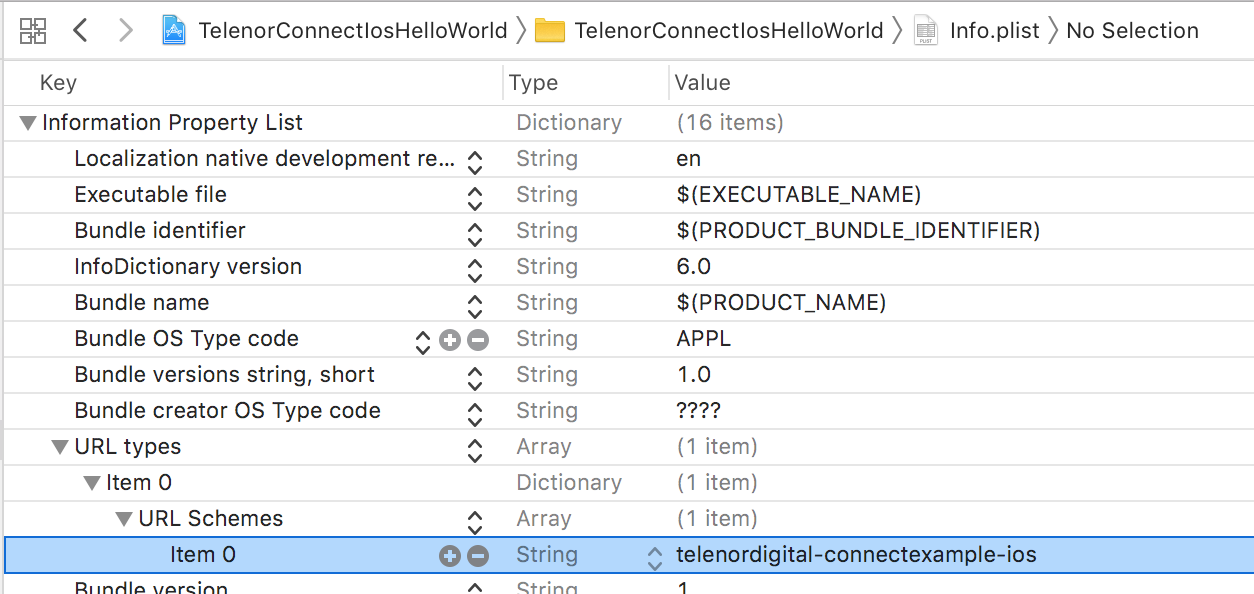 TelenorConnectIosHelloWorld TelenorConnectIosHelloWorld Info.plist No Selection
Key Type Value
Information Property List Dictionary (16 items)
Localization native development re... String en
Executable file String $(EXECUTABLE_NAME)
Bundle identifier String $(PRODUCT_BUNDLE_IDENTIFIER)
InfoDictionary version String 6.0
Bundle name String $(PRODUCT_NAME)
Bundle OS Type code String APPL
Bundle versions string, short String 1.0
Bundle creator OS Type code String ????
URL types Array (1 item)
Item 0 Dictionary (1 item)
URL Schemes Array (1 item)
Item 0 String telenordigital-connectexample-ios
Bundle version String 1